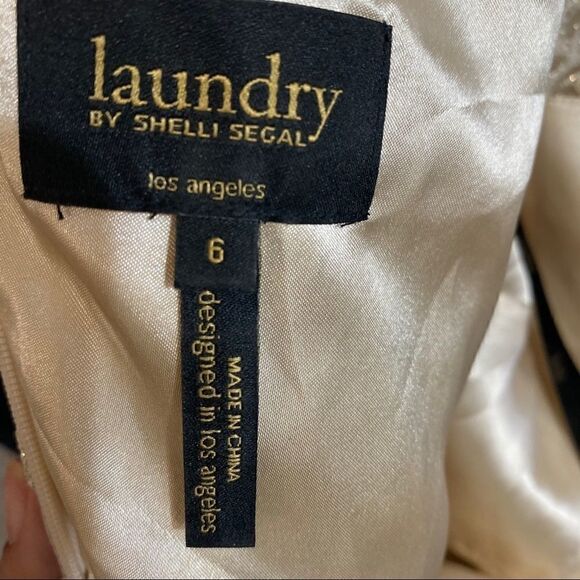 laundry
BY SHELLI SEGAL
los angeles
6
MADE IN CHINA
designed in los angeles